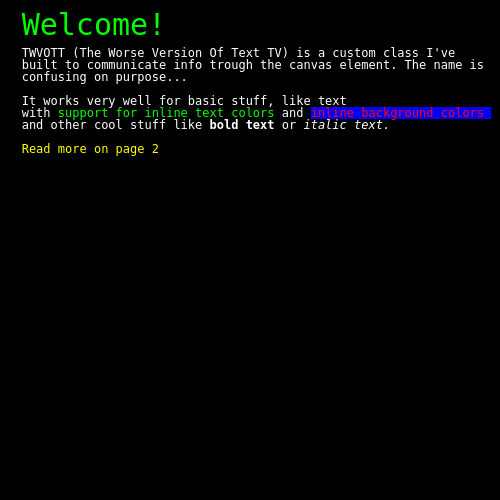 Welcome!
TWVOTT (The Worse Version Of Text TV) is a custom class I've
built to communicate info trough the canvas element. The name is
confusing on purpose...
It works very well for basic stuff, like text
with support for inline text colors and inline background colors
and other cool stuff like bold text or italic text.
Read more on page 2